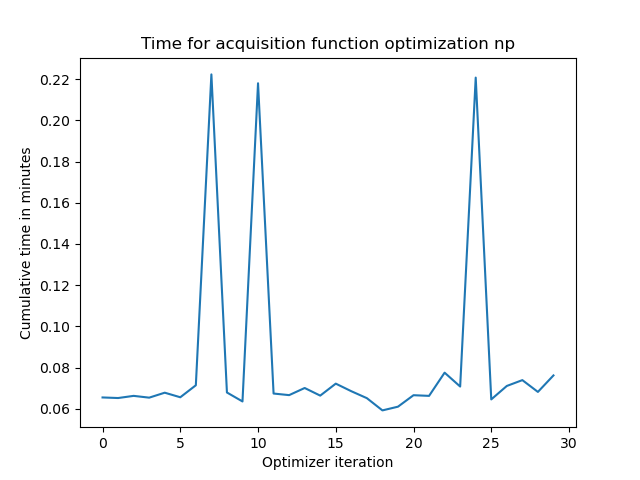 Time for acquisition function optimization np
0.22
0.20
0.18
0.16
0.14
0.12
0.10
0.08
0.06
Cumulative time in minutes
0 5 10 15 20 25 30
Optimizer iteration